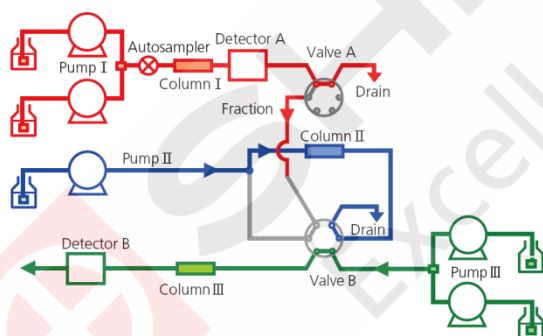 Autosampler
Detector A
Valve A
Pump I
Column I
Drain
Fraction
Column II
Pump II
Drain
Detector B
Valve B
Pump III
Column III